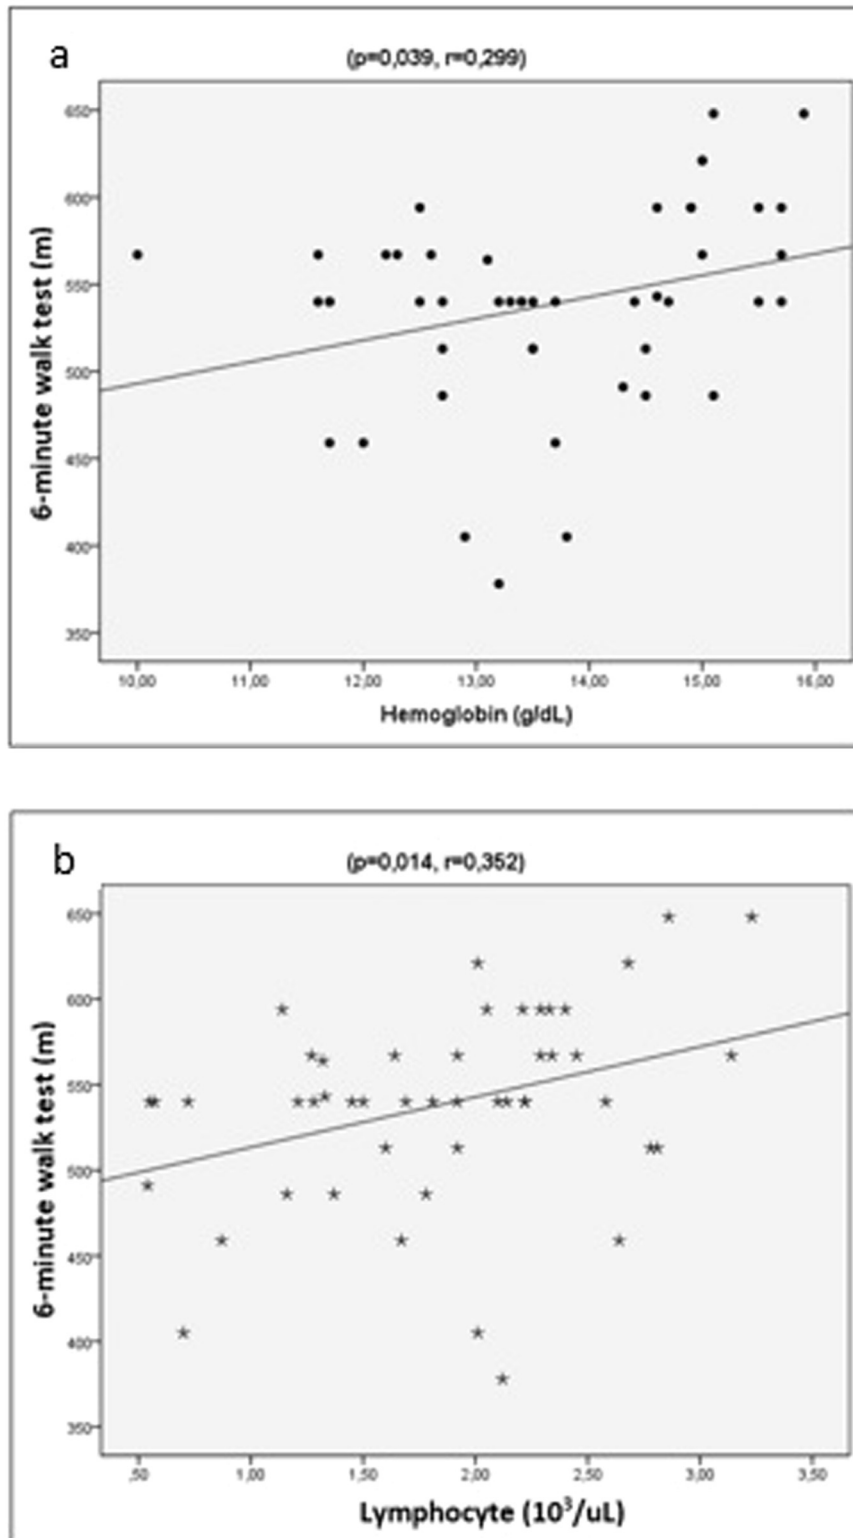 a
(p=0,039, r=0,299)
6-minute walk test (m)
650
600
550
500
450
400
350
10,00 11,00 12,00 13,00 14,00 15,00 16,00
Hemoglobin (g/dL)
b
(p=0,014, r=0,352)
6-minute walk test (m)
650
600
550
500
450
400
350
,50 1,00 1,50 2,00 2,50 3,00 3,50
Lymphocyte (10³/uL)